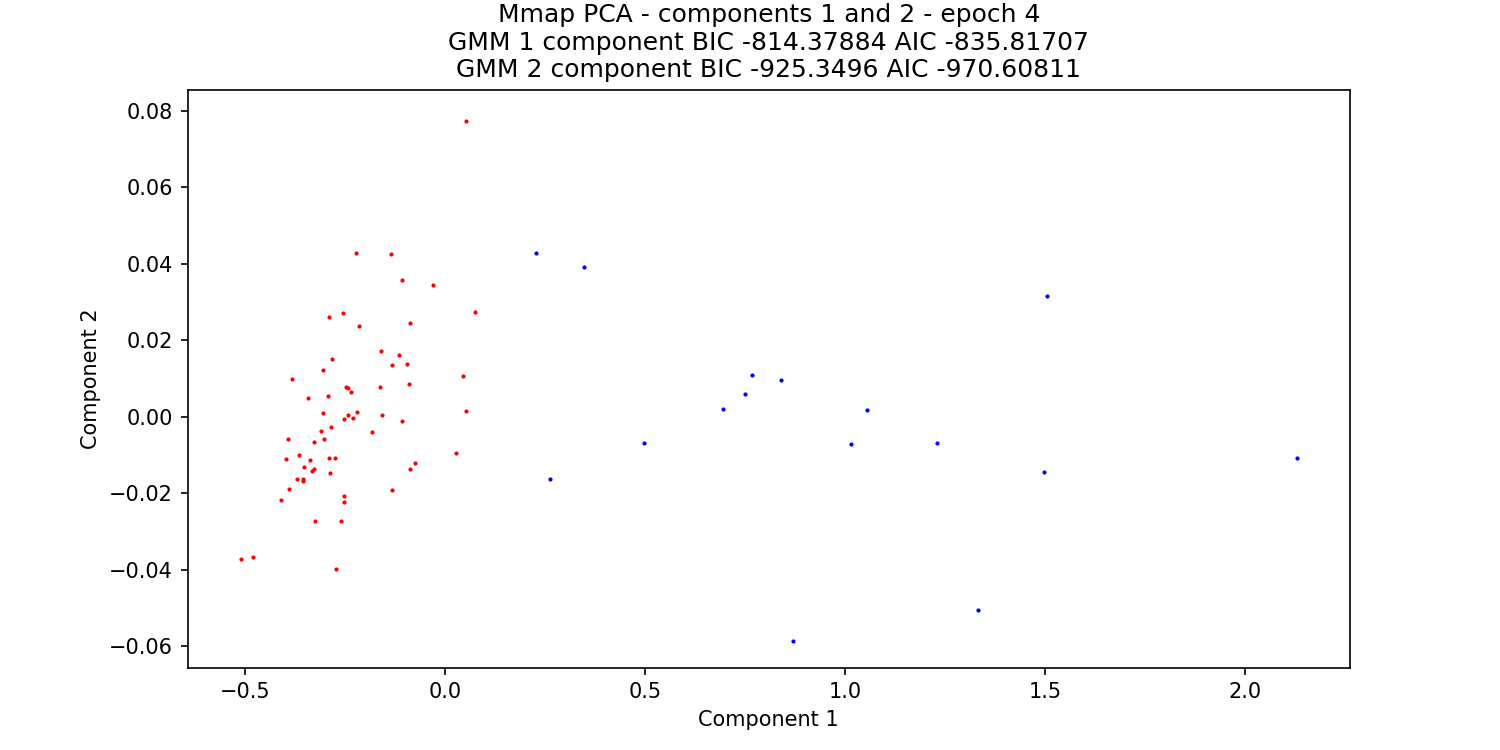 Mmap PCA - components 1 and 2 - epoch 4
GMM 1 component BIC -814.37884 AIC -835.81707
GMM 2 component BIC -925.3496 AIC -970.60811
0.08
0.06
0.04
0.02
0.00
−0.02
−0.04
−0.06
Component 2
−0.5
0.0
0.5
1.0
1.5
2.0
Component 1